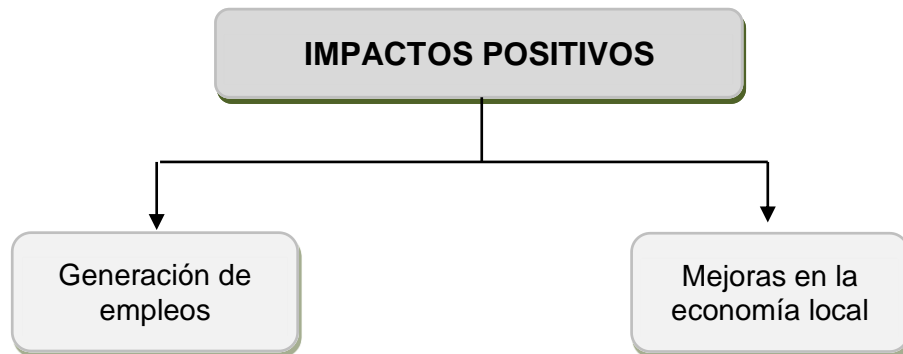 IMPACTOS POSITIVOS
Generación de
empleos
Mejoras en la
economía local